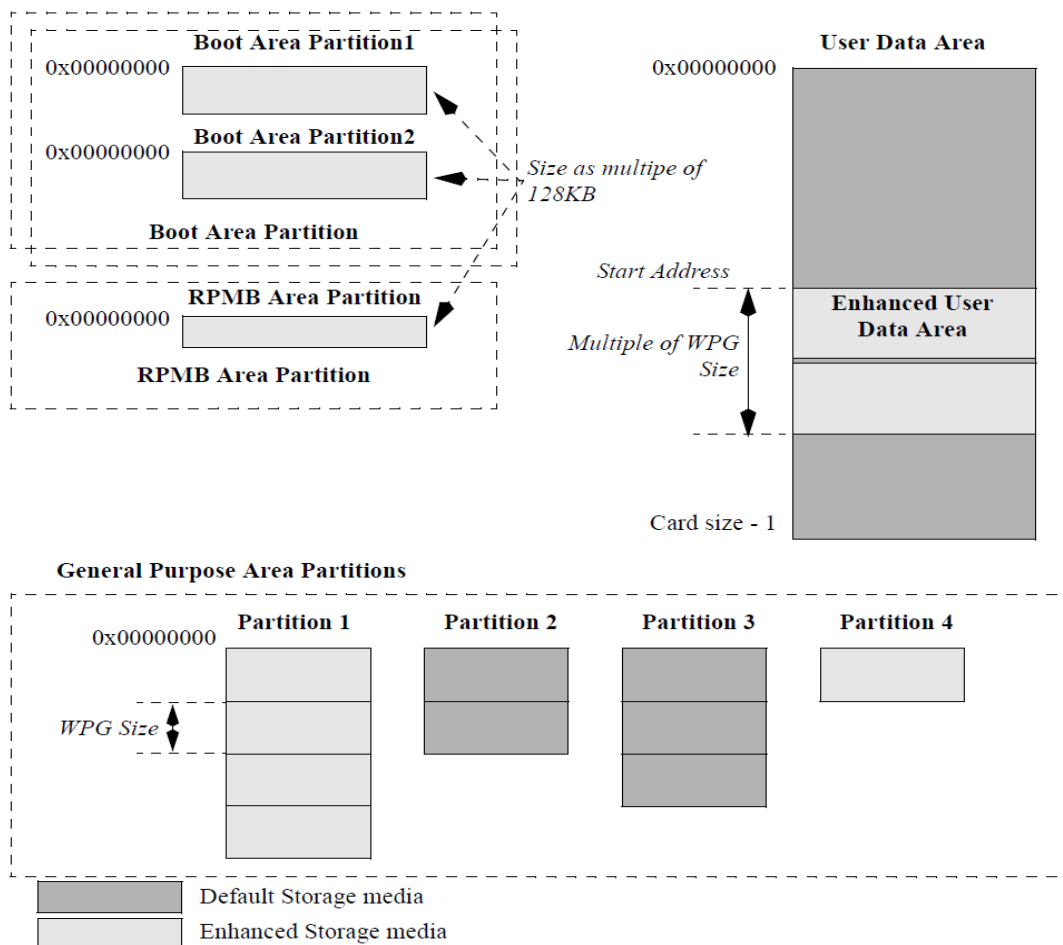 Boot Area Partition1
0x00000000
Boot Area Partition2
0x00000000
Size as multipe of
128KB
Boot Area Partition
RPMB Area Partition
0x00000000
RPMB Area Partition
User Data Area
0x00000000
Start Address
Enhanced User
Data Area
Multiple of WPG
Size
Card size - 1
General Purpose Area Partitions
Partition 1
Partition 2
Partition 3
Partition 4
0x00000000
WPG Size
Default Storage media
Enhanced Storage media